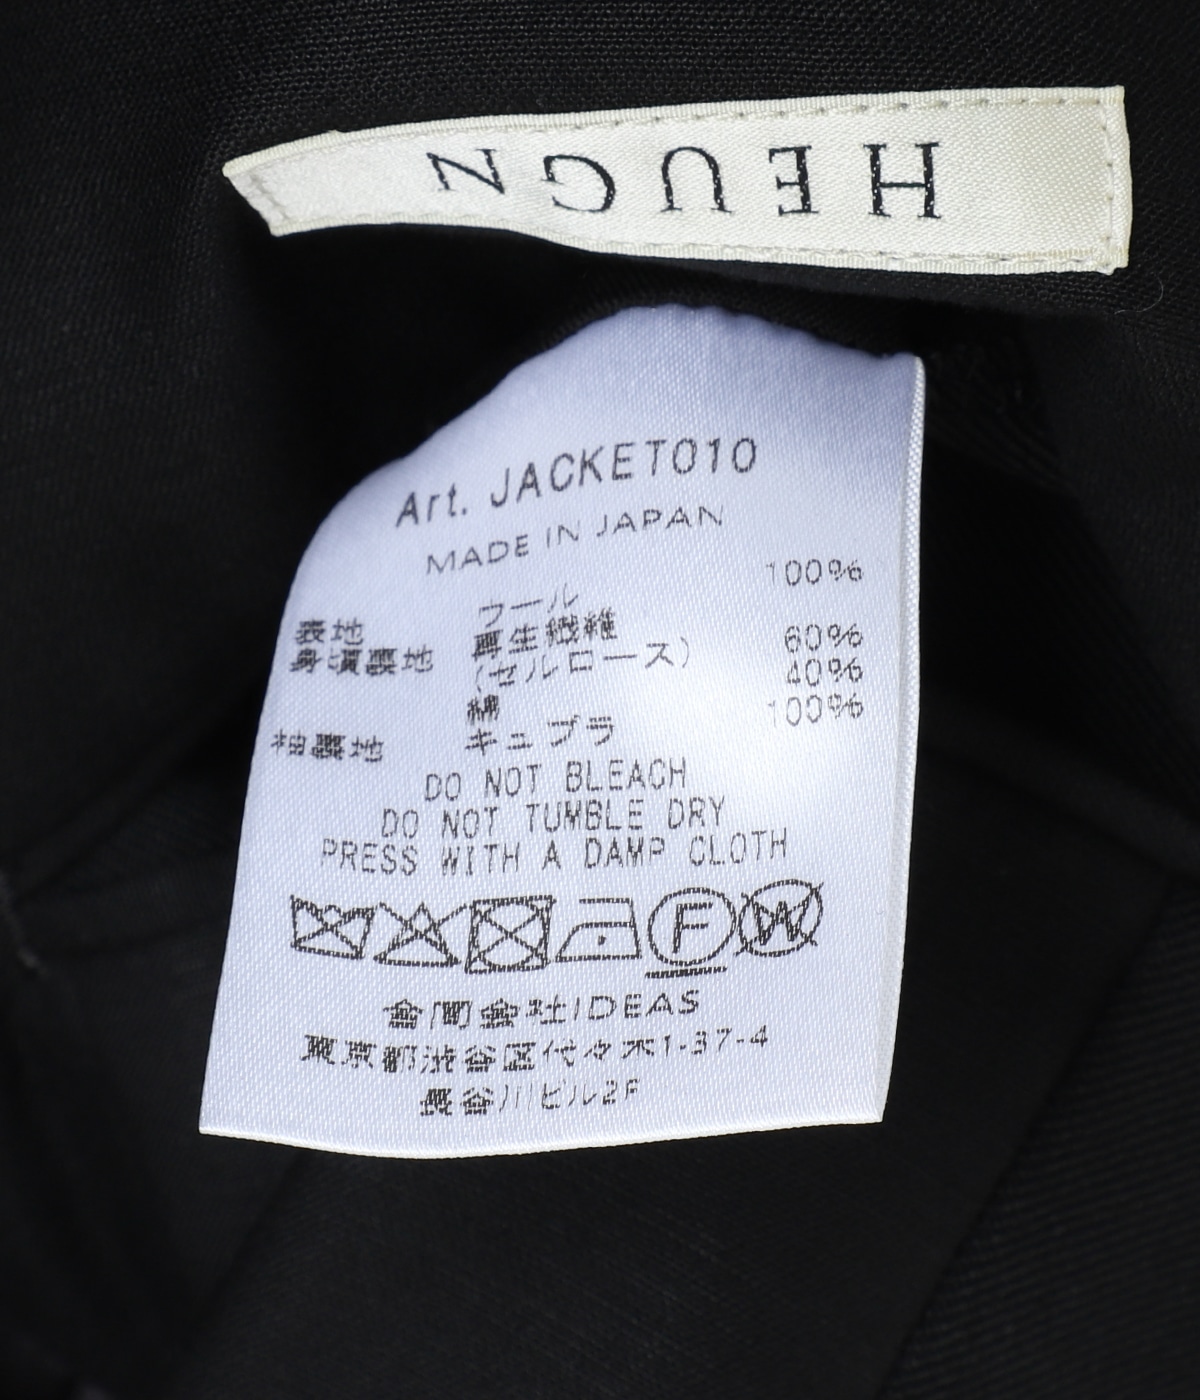 HEUGN
Art. JACKET010
MADE IN JAPAN
表地 ウール 100%
身頃裏地 再生繊維 60%
(セルロース)
綿 40%
袖裏地 キュプラ 100%
DO NOT BLEACH
DO NOT TUMBLE DRY
PRESS WITH A DAMP CLOTH
F W
合同会社IDEAS
東京都渋谷区代々木1-37-4
長谷川ビル2F